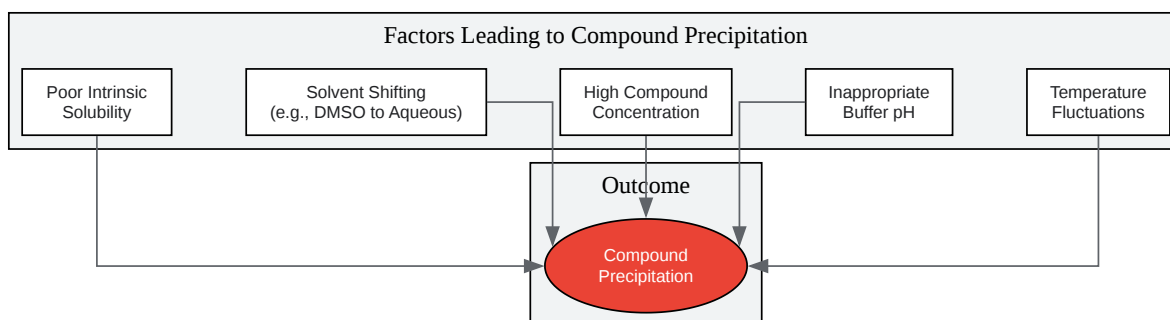 Factors Leading to Compound Precipitation
Poor Intrinsic
Solubility
Solvent Shifting
(e.g., DMSO to Aqueous)
High Compound
Concentration
Inappropriate
Buffer pH
Temperature
Fluctuations
Outcome
Compound
Precipitation